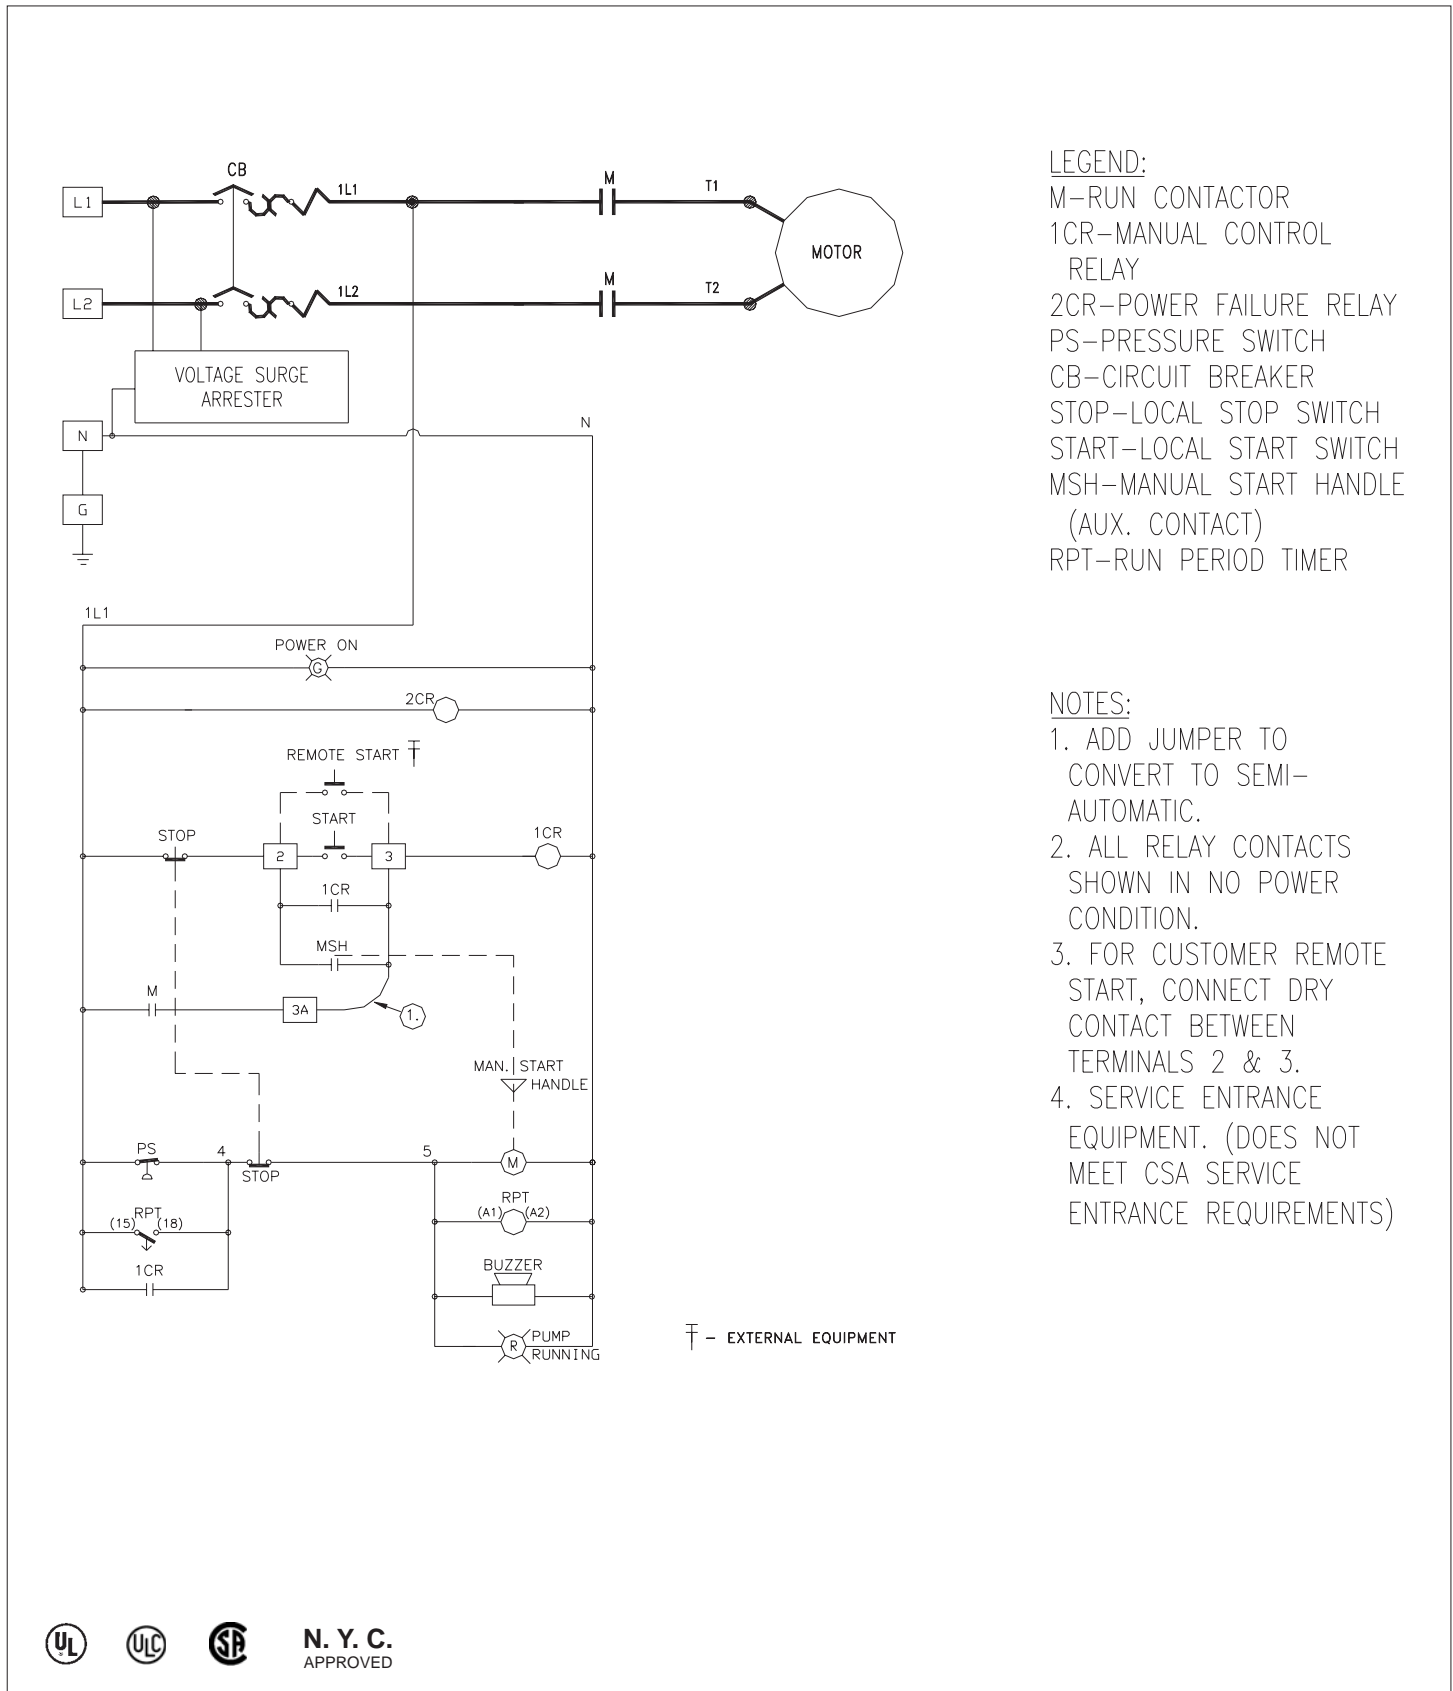 CB
L1
1L1
M
T1
MOTOR
L2
1L2
M
T2
VOLTAGE SURGE
ARRESTER
N
N
G
1L1
POWER ON
G
2CR
REMOTE START
START
STOP
2
3
1CR
1CR
MSH
M
3A
1.
MAN. START
HANDLE
PS
4
STOP
5
M
RPT
(15) (18)
RPT
(A1) (A2)
1CR
BUZZER
R
PUMP
RUNNING
– EXTERNAL EQUIPMENT
LEGEND:
M–RUN CONTACTOR
1CR–MANUAL CONTROL
RELAY
2CR–POWER FAILURE RELAY
PS–PRESSURE SWITCH
CB–CIRCUIT BREAKER
STOP–LOCAL STOP SWITCH
START–LOCAL START SWITCH
MSH–MANUAL START HANDLE
(AUX. CONTACT)
RPT–RUN PERIOD TIMER
NOTES:
1. ADD JUMPER TO
CONVERT TO SEMI–
AUTOMATIC.
2. ALL RELAY CONTACTS
SHOWN IN NO POWER
CONDITION.
3. FOR CUSTOMER REMOTE
START, CONNECT DRY
CONTACT BETWEEN
TERMINALS 2 & 3.
4. SERVICE ENTRANCE
EQUIPMENT. (DOES NOT
MEET CSA SERVICE
ENTRANCE REQUIREMENTS)
UL
ULC
SA
N. Y. C.
APPROVED